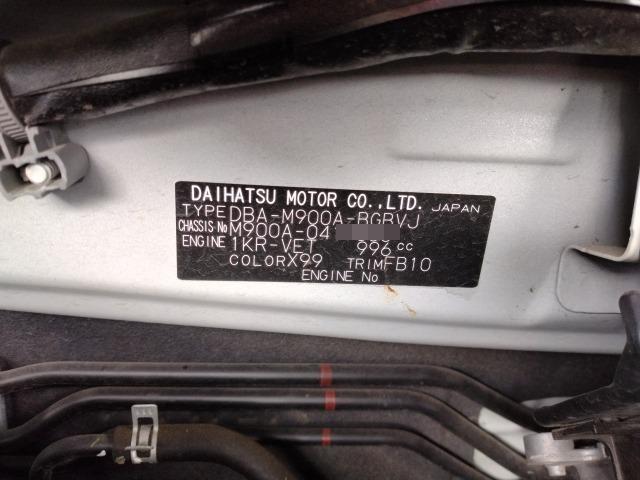 DAIHATSU MOTOR CO.,LTD. JAPAN
TYPE DBA-M900A-BGBVJ
CHASSIS No M900A-04
ENGINE 1KR-VET 996 cc
COLOR X99 TRIM FB10
ENGINE No